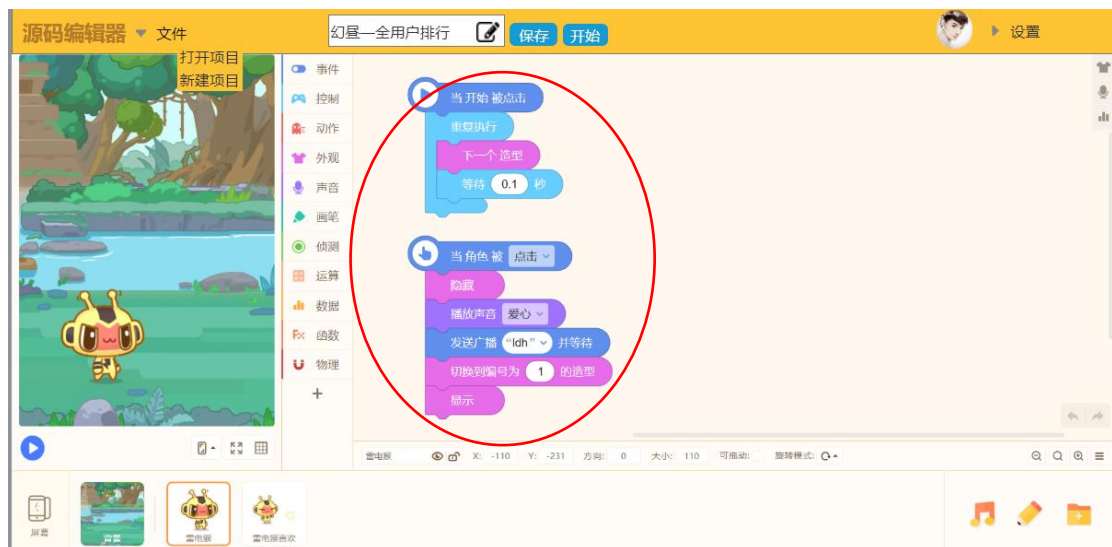 源码编辑器 文件
幻昼—全用户排行 保存 开始
设置
打开项目
新建项目
事件
控制
动作
外观
声音
画笔
侦测
运算
数据
函数
物理
+
当 开始 被点击
重复执行
下一个 造型
等待 0.1 秒
当 角色 被 点击
隐藏
播放声音 爱心
发送广播 “ldh” 并等待
切换到编号为 1 的造型
显示
雷电猴 X: -110 Y: -231 方向: 0 大小: 110 可拖动: 旋转模式:
屏幕
背景
雷电猴
雷电猴喜欢